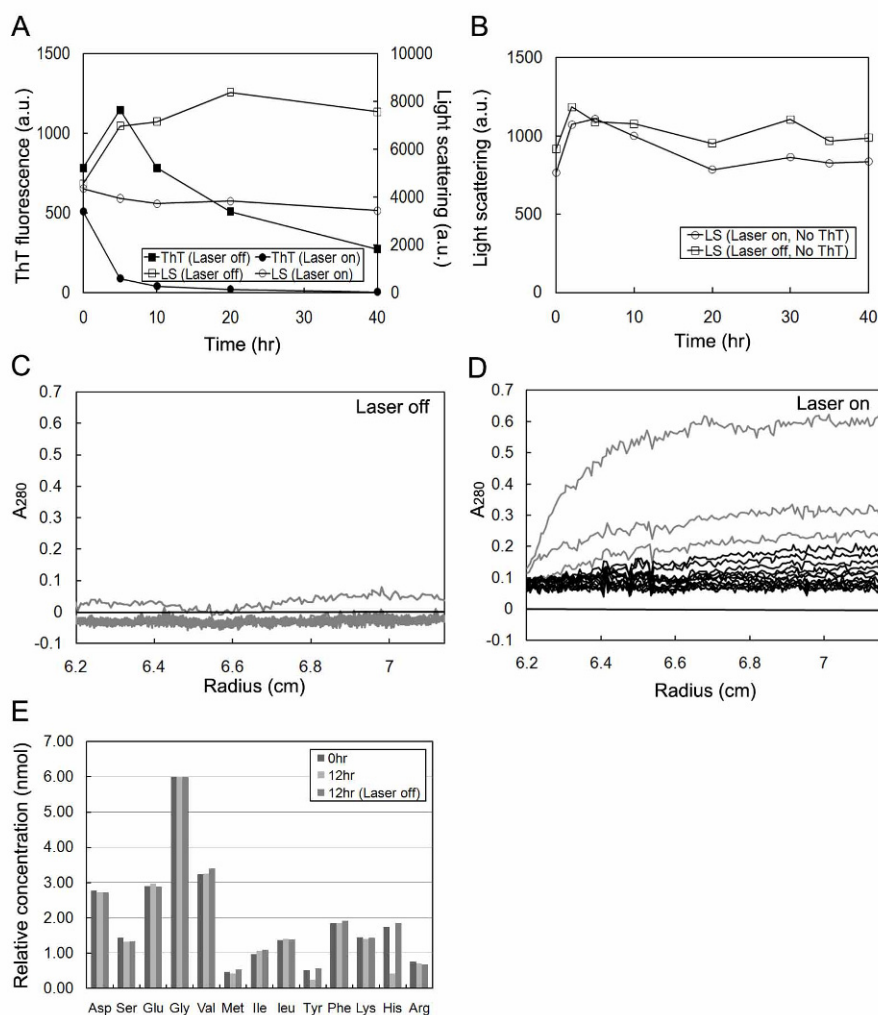 A
1500
1000
500
0
ThT fluorescence (a.u.)
10000
8000
6000
4000
2000
0
Light scattering (a.u.)
ThT (Laser off)
ThT (Laser on)
LS (Laser off)
LS (Laser on)
0
10
20
30
40
Time (hr)
B
1500
1000
500
0
Light scattering (a.u.)
LS (Laser on, No ThT)
LS (Laser off, No ThT)
0
10
20
30
40
Time (hr)
C
Laser off
0.7
0.6
0.5
0.4
0.3
0.2
0.1
0
-0.1
A280
6.2
6.4
6.6
6.8
7
Radius (cm)
D
Laser on
0.7
0.6
0.5
0.4
0.3
0.2
0.1
0
-0.1
A280
6.2
6.4
6.6
6.8
7
Radius (cm)
E
7.00
6.00
5.00
4.00
3.00
2.00
1.00
0.00
Relative concentration (nmol)
0hr
12hr
12hr (Laser off)
Asp Ser Glu Gly Val Met Ile leu Tyr Phe Lys His Arg